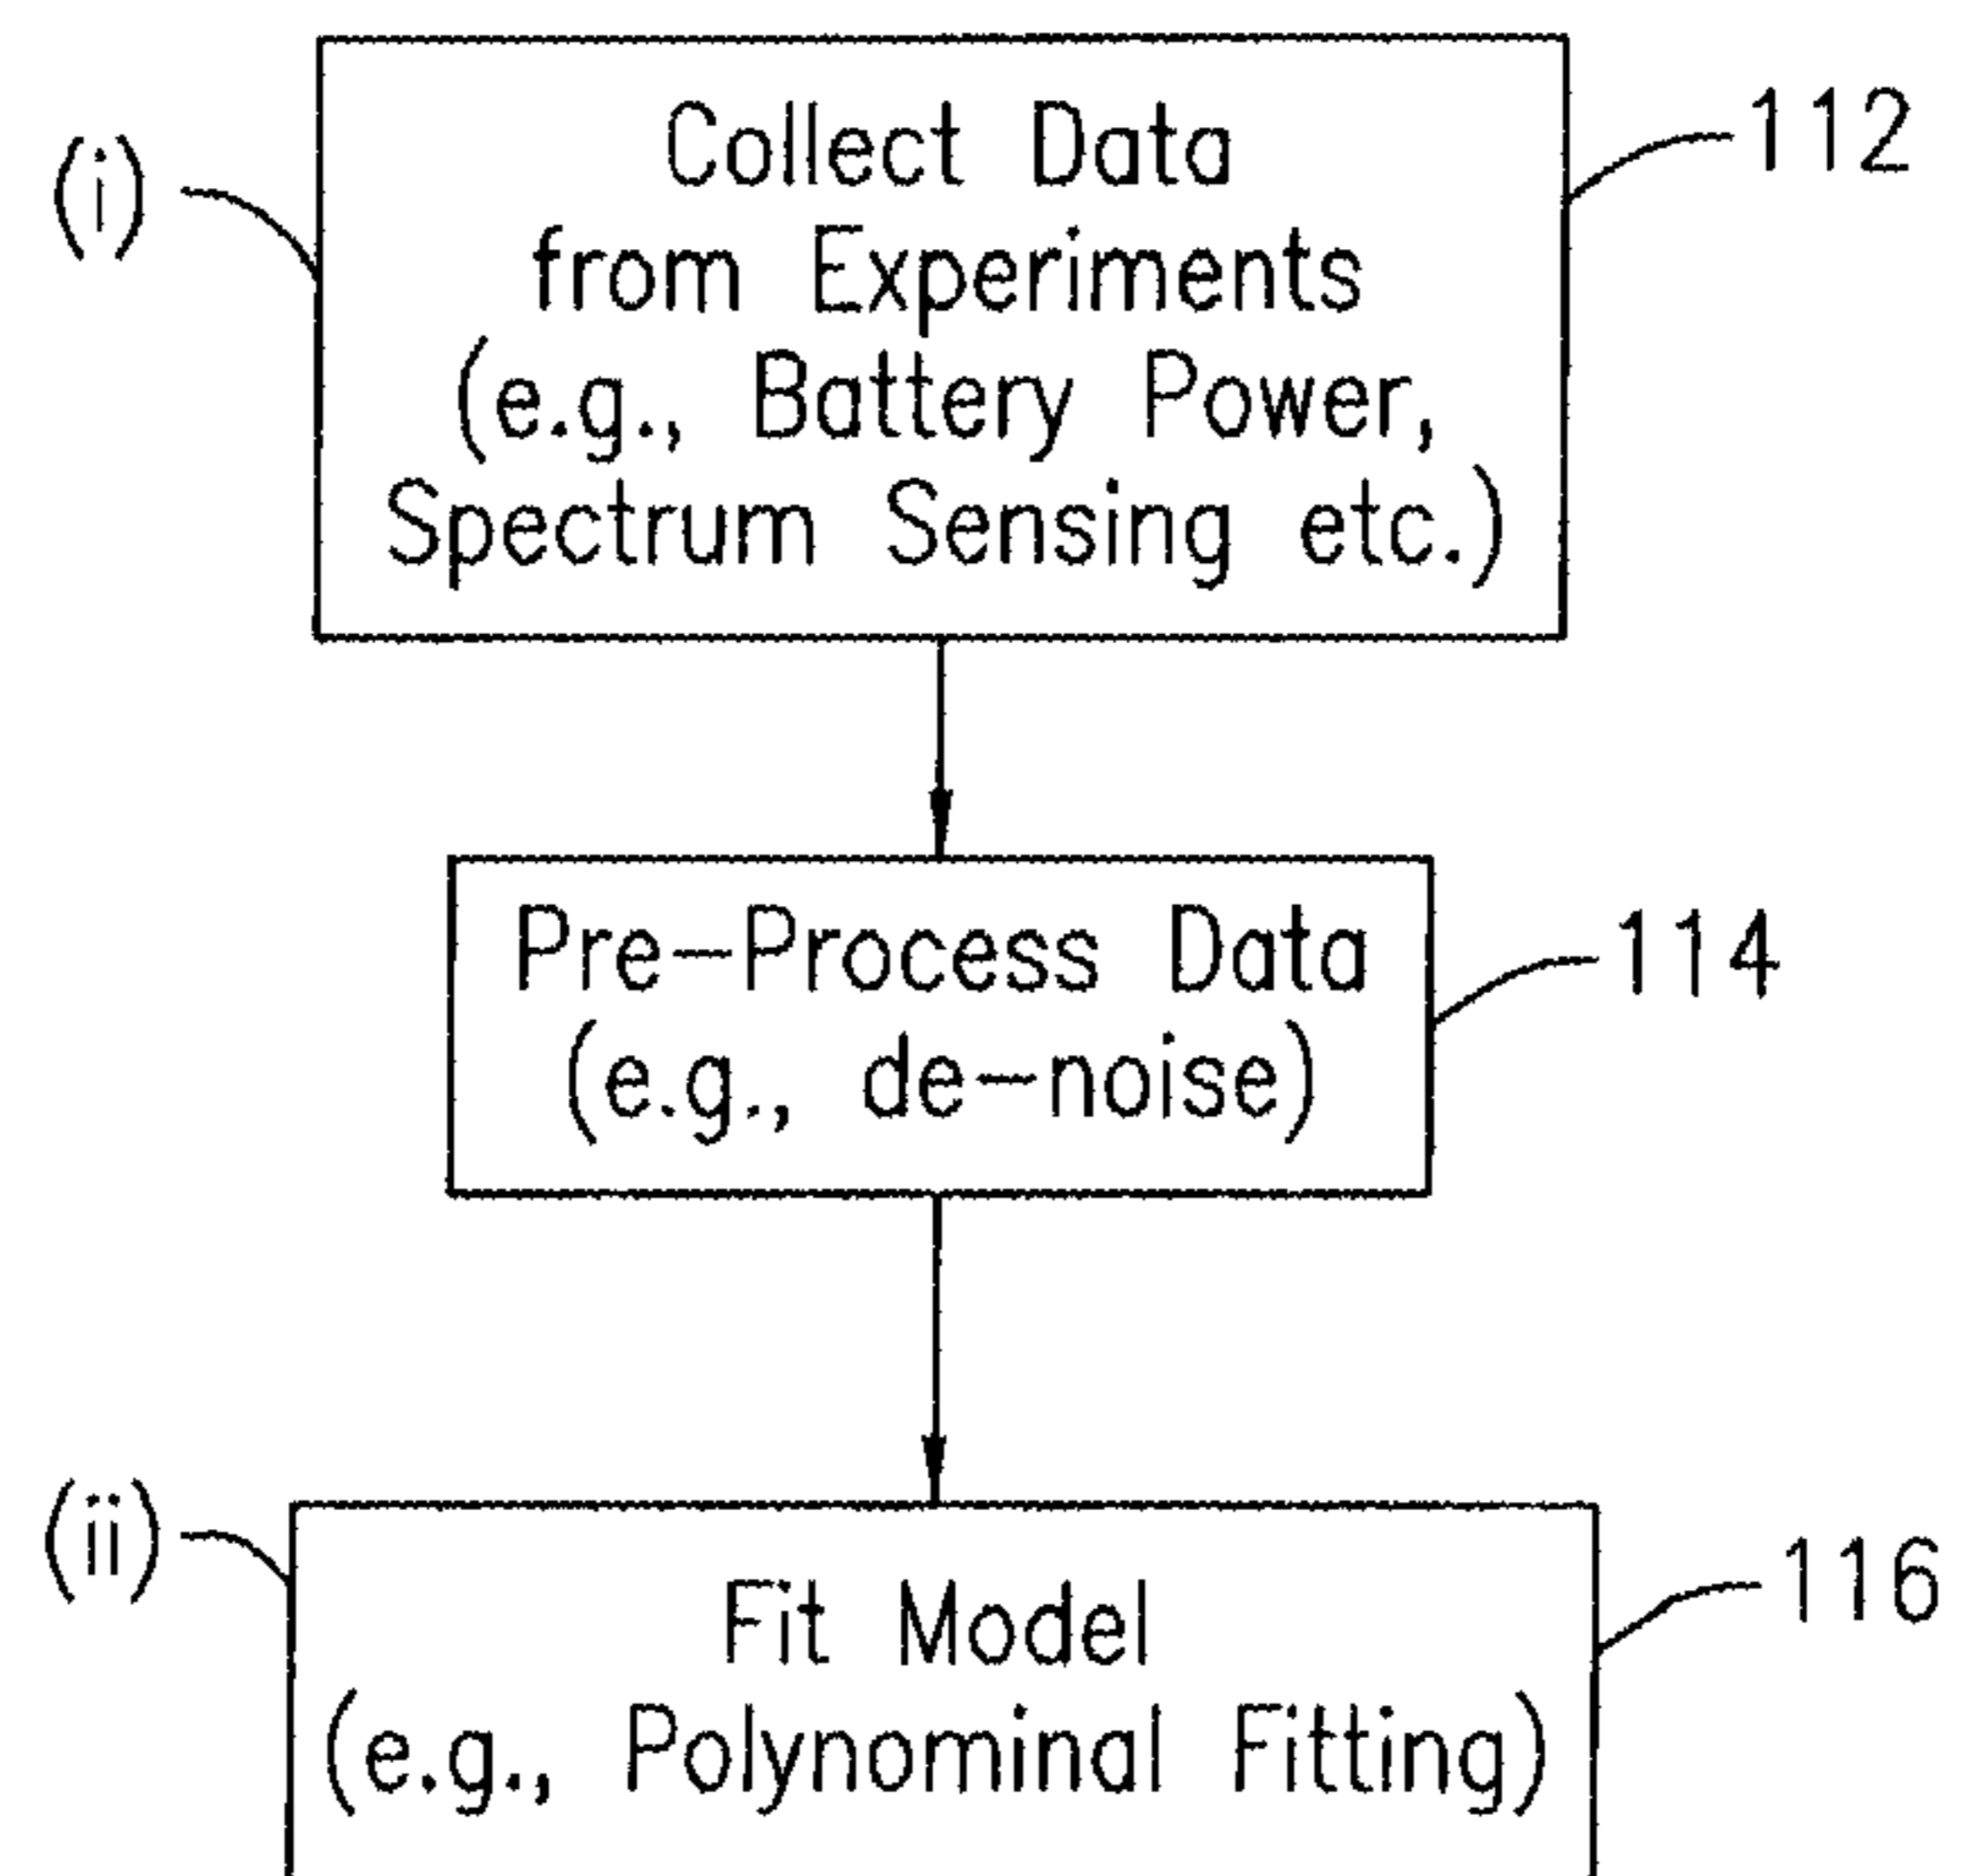 Collect Data
112
(i)
from Experiments
(e.g., Battery Power,
Spectrum Sensing etc.)
Pre-Process Data
114
(e.g., de-noise)
(ii)
Fit Model
116
(e.g., Polynominal Fitting)